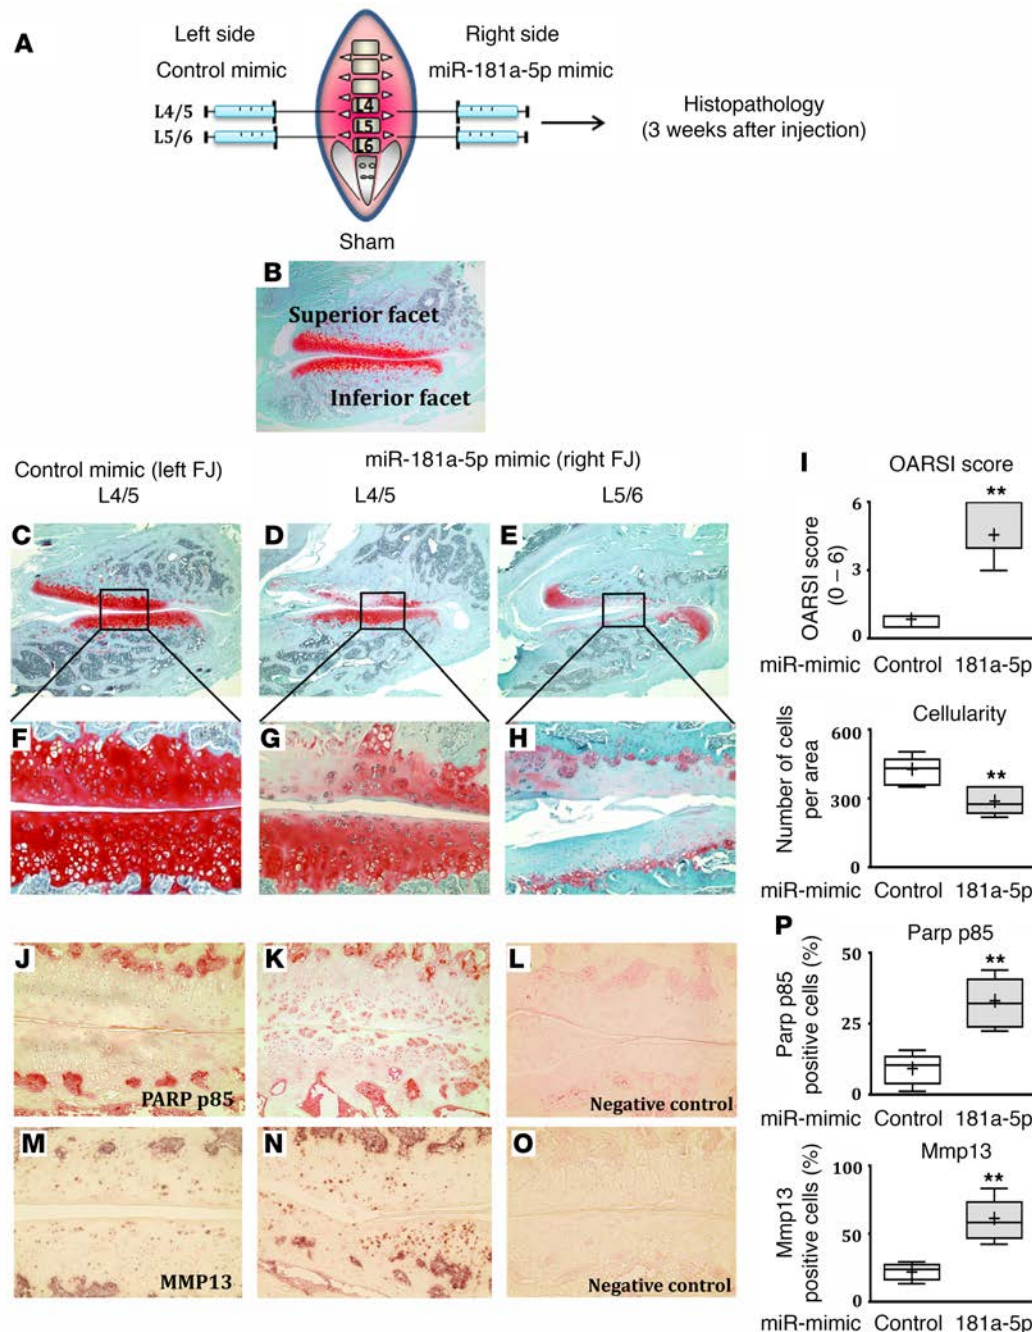 A
Left side
Right side
Control mimic
miR-181a-5p mimic
L4/5
L5/6
L4
L5
L6
Histopathology
(3 weeks after injection)
Sham
B
Superior facet
Inferior facet
Control mimic (left FJ)
L4/5
miR-181a-5p mimic (right FJ)
L4/5
L5/6
C
D
E
F
G
H
I
OARSI score
**
OARSI score
(0 – 6)
6
3
0
miR-mimic Control 181a-5p
Cellularity
**
Number of cells
per area
600
300
0
miR-mimic Control 181a-5p
J
PARP p85
K
L
Negative control
M
MMP13
N
O
Negative control
P
Parp p85
**
Parp p85
positive cells (%)
50
25
0
miR-mimic Control 181a-5p
Mmp13
**
Mmp13
positive cells (%)
100
50
0
miR-mimic Control 181a-5p